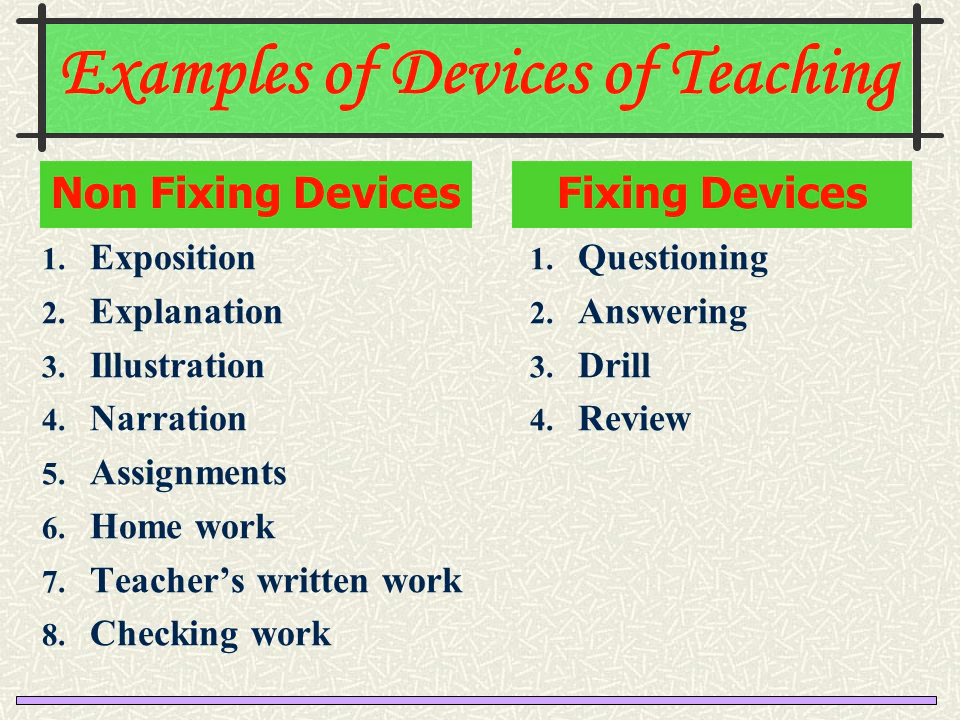 Examples of Devices of Teaching
Non Fixing Devices
1. Exposition
2. Explanation
3. Illustration
4. Narration
5. Assignments
6. Home work
7. Teacher’s written work
8. Checking work
Fixing Devices
1. Questioning
2. Answering
3. Drill
4. Review